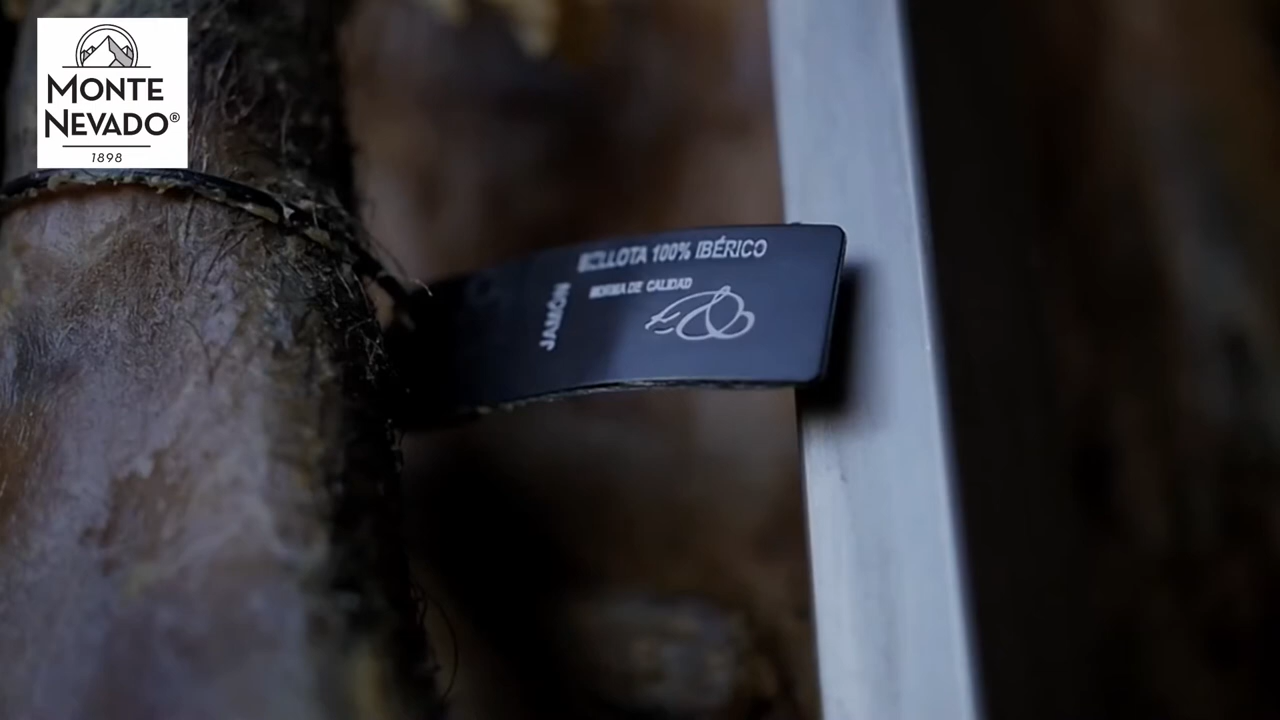 MONTE
NEVADO®
1898
BELLOTA 100% IBÉRICO
NORMA DE CALIDAD
JAMÓN